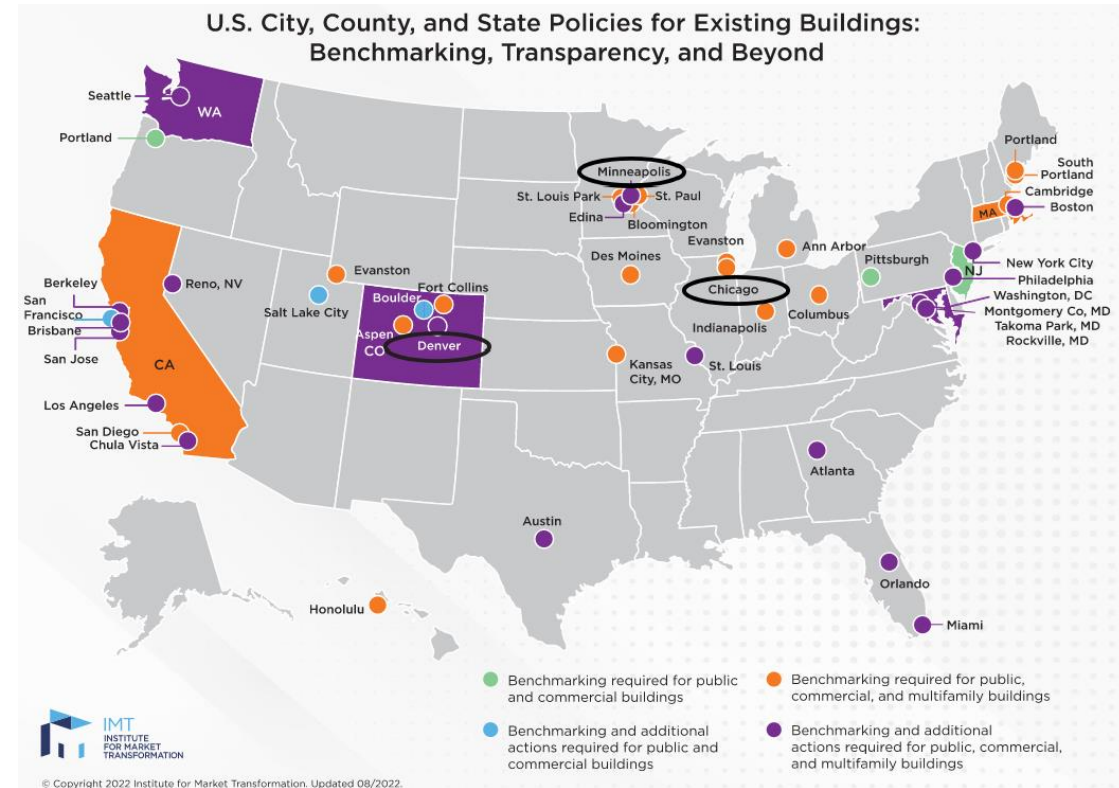 U.S. City, County, and State Policies for Existing Buildings:
Benchmarking, Transparency, and Beyond
Seattle
WA
Portland
Minneapolis
St. Louis Park
St. Paul
Edina
Bloomington
Portland
South
Portland
Cambridge
MA
Boston
Evanston
Ann Arbor
Des Moines
Pittsburgh
NJ
New York City
Philadelphia
Washington, DC
Montgomery Co, MD
Takoma Park, MD
Rockville, MD
Berkeley
San
Francisco
Brisbane
San Jose
Reno, NV
Evanston
Salt Lake City
Fort Collins
Boulder
Aspen
CO
Denver
Chicago
Indianapolis
Columbus
Kansas
City, MO
St. Louis
CA
Los Angeles
San Diego
Chula Vista
Atlanta
Austin
Orlando
Miami
Honolulu
Benchmarking required for public
and commercial buildings
Benchmarking required for public,
commercial, and multifamily buildings
Benchmarking and additional
actions required for public and
commercial buildings
Benchmarking and additional
actions required for public, commercial,
and multifamily buildings
IMT
INSTITUTE
FOR MARKET
TRANSFORMATION
© Copyright 2022 Institute for Market Transformation. Updated 08/2022.